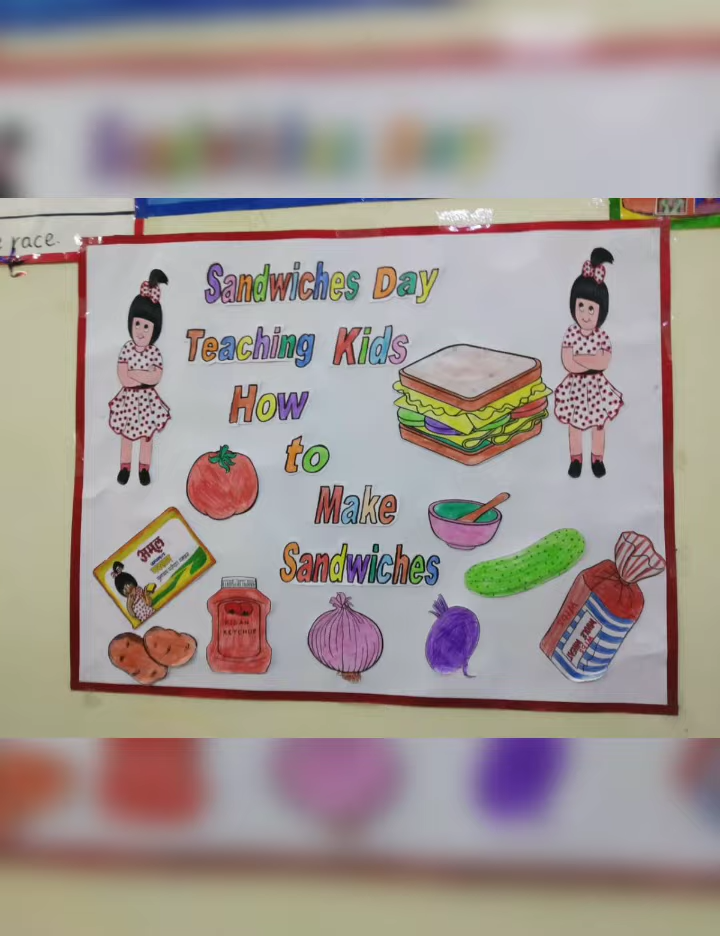 e race.
Sandwiches Day
Teaching Kids
How
to
Make
Sandwiches
अमूल
KETCHUP